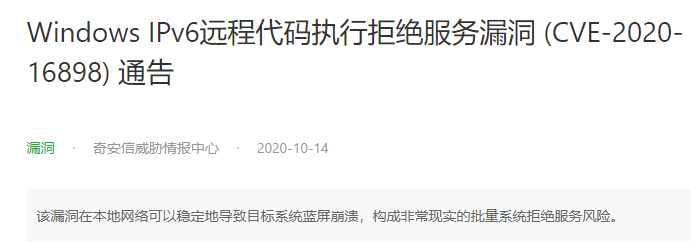 Windows IPv6远程代码执行拒绝服务漏洞 (CVE-2020-
16898) 通告
漏洞 · 奇安信威胁情报中心 · 2020-10-14
该漏洞在本地网络可以稳定地导致目标系统蓝屏崩溃，构成非常现实的批量系统拒绝服务风险。